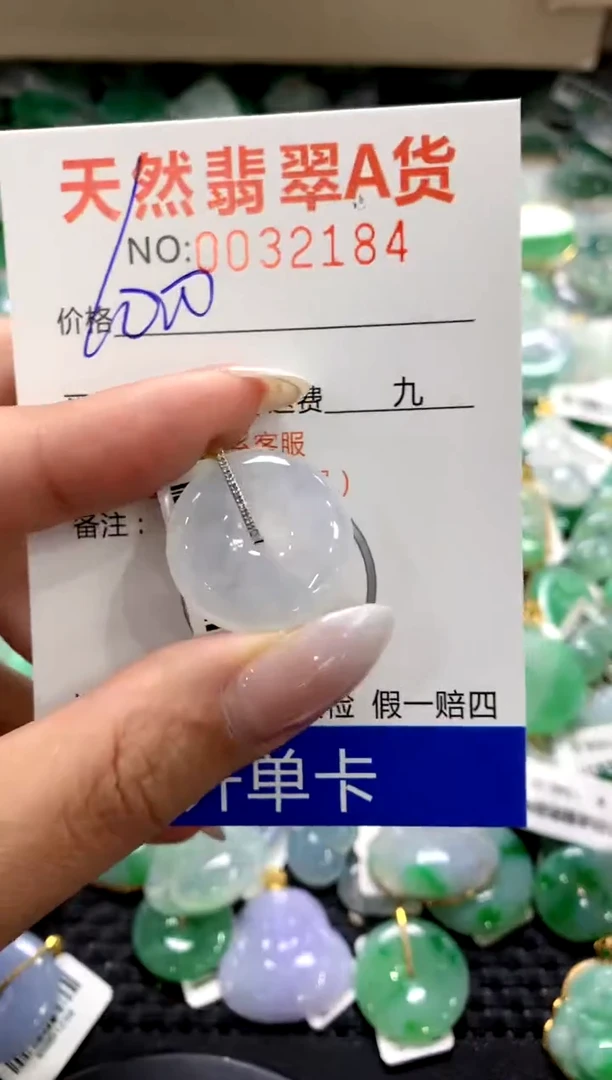 天然翡翠A货
NO:0032184
价格
费 九
客服
)
备注：
检 假一赔四
开单卡